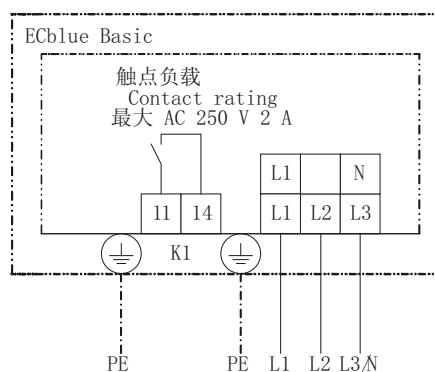 ECblue Basic
触点负载
Contact rating
最大 AC 250 V 2 A
L1 N
11 14 L1 L2 L3
K1
PE PE L1 L2 L3/N